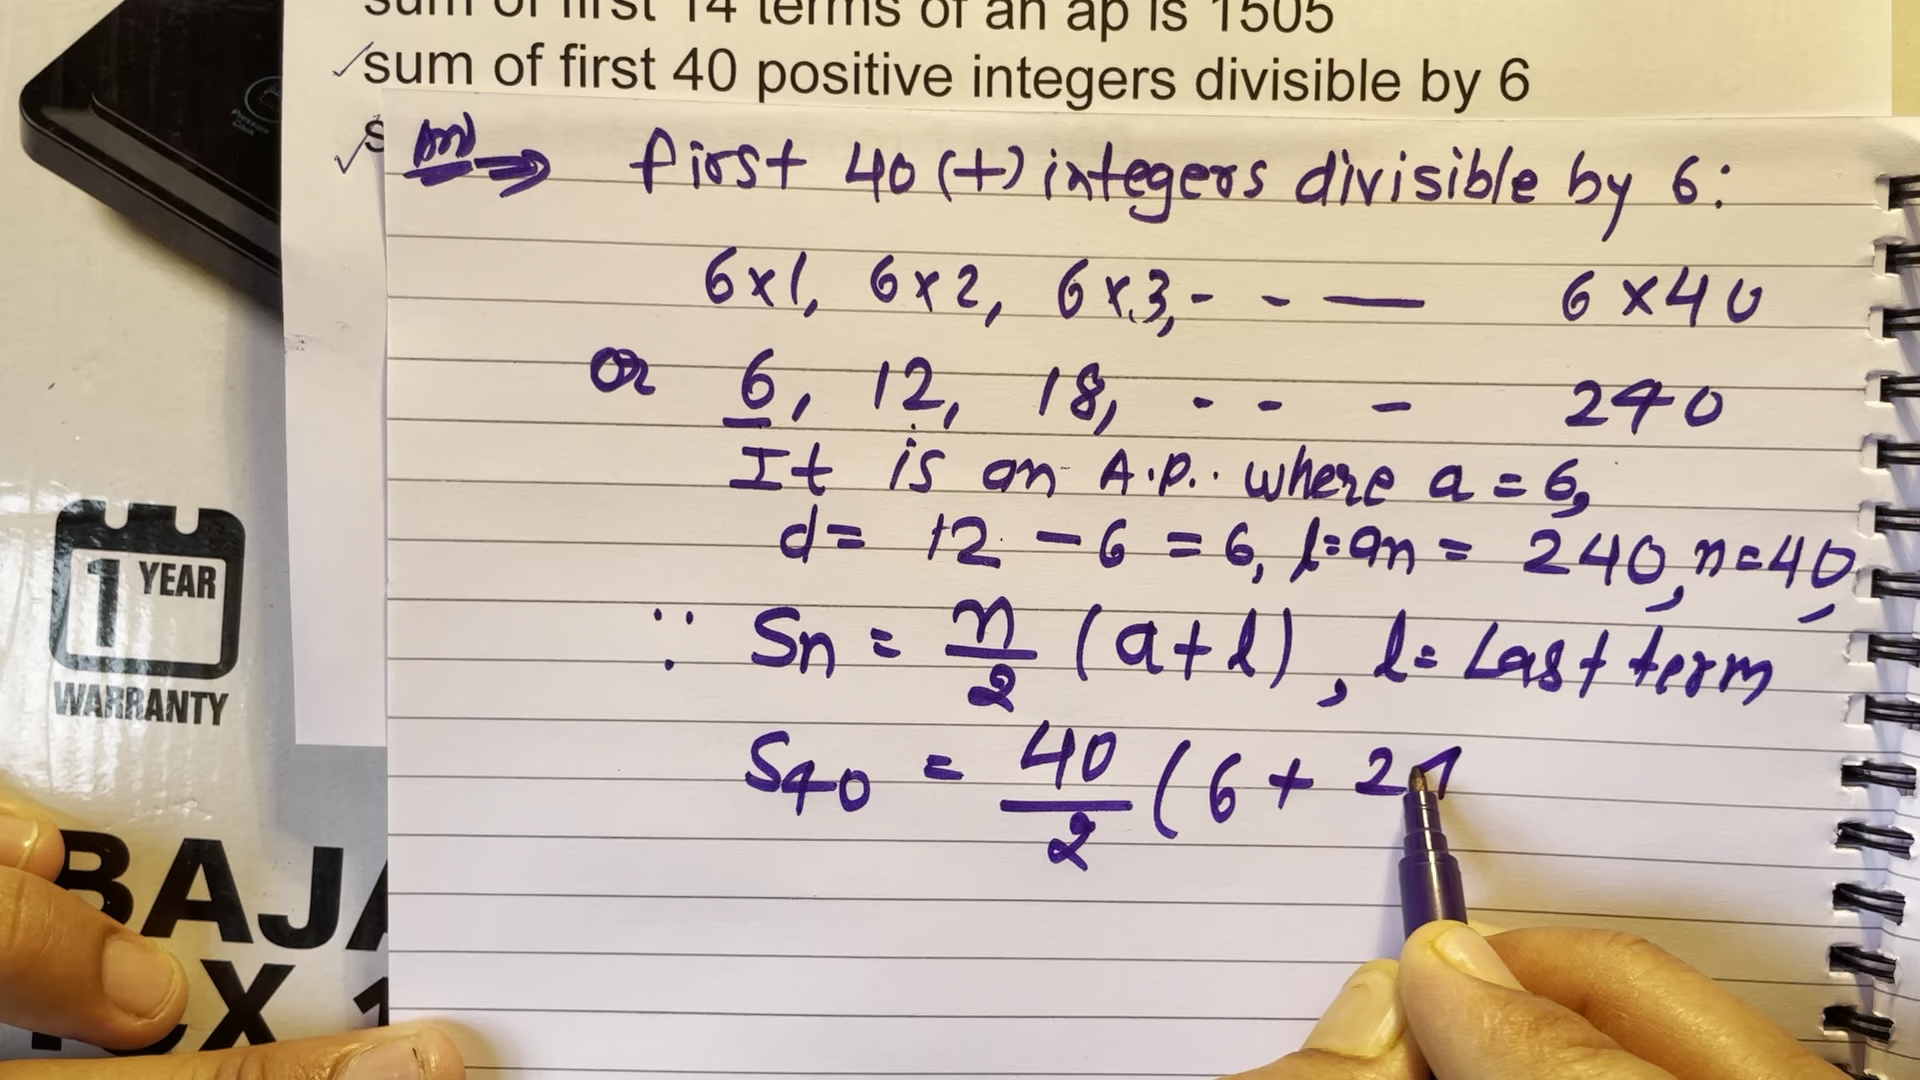 sum of first 14 terms of an ap is 1505
✓sum of first 40 positive integers divisible by 6
✓s
Ans ⇒ first 40 (+) integers divisible by 6:
6×1, 6×2, 6×3, - - — 6×40
or 6, 12, 18, - - - 240
It is an A.P. where a = 6,
d = 12 - 6 = 6, l=an = 240, n=40,
∵ Sn = n/2 (a+l), l= Last term
S40 = 40/2 (6 + 24
1 YEAR
WARRANTY
BAJA